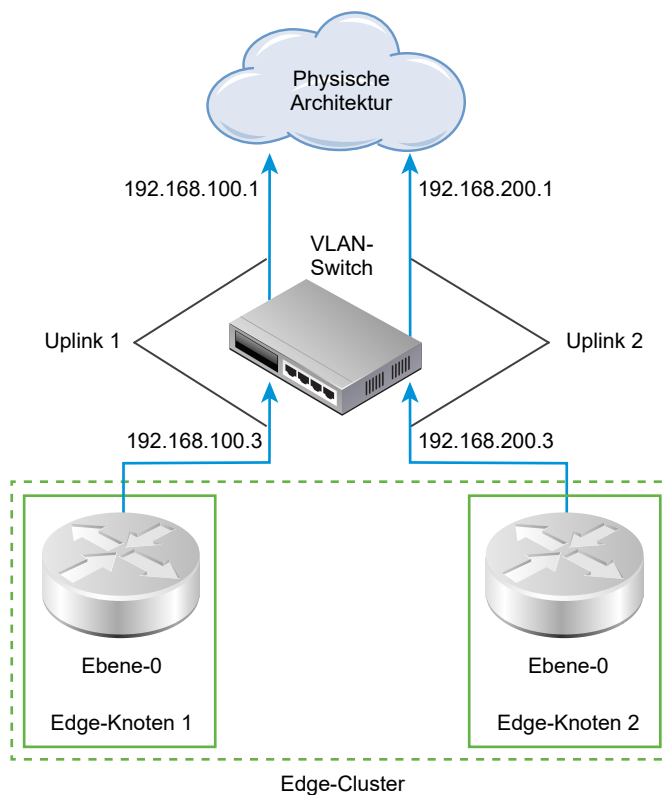 Physische
Architektur
192.168.100.1
192.168.200.1
VLAN-
Switch
Uplink 1
Uplink 2
192.168.100.3
192.168.200.3
Ebene-0
Ebene-0
Edge-Knoten 1
Edge-Knoten 2
Edge-Cluster